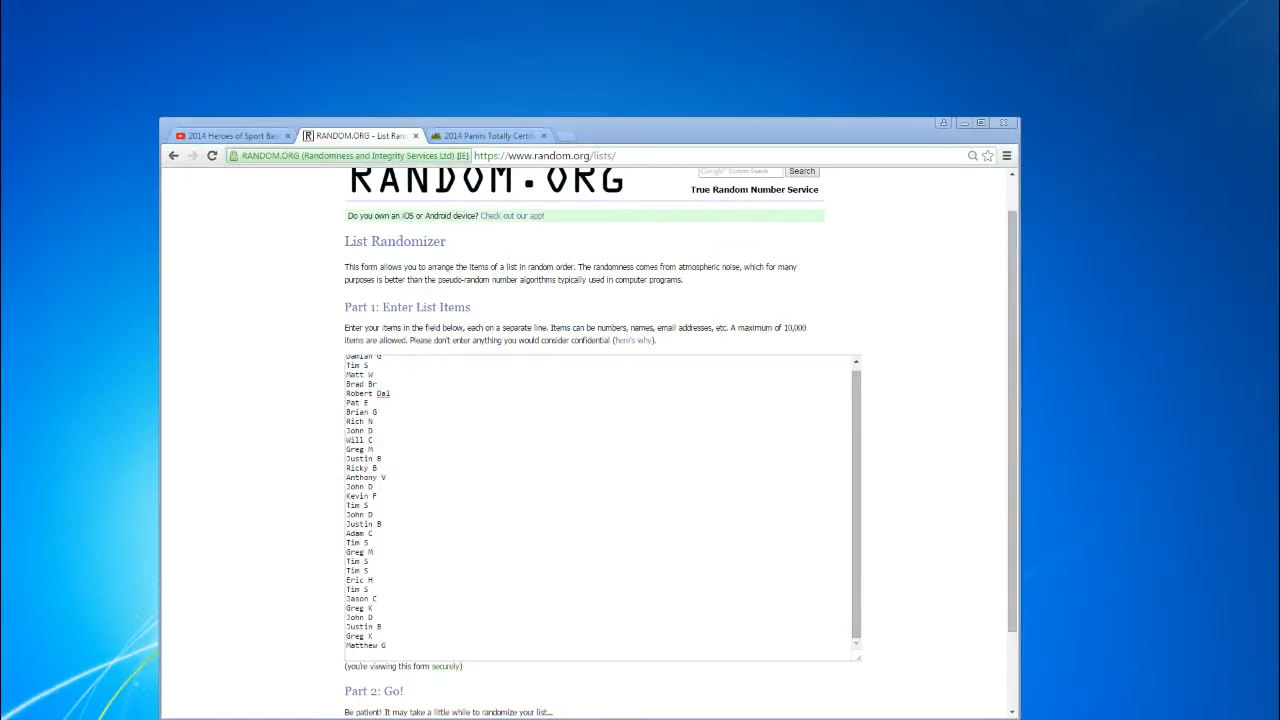 2014 Heroes of Sport Bas
RANDOM.ORG - List Ran
2014 Panini Totally Certifi
RANDOM.ORG (Randomness and Integrity Services Ltd) [IE]
https://www.random.org/lists/
RANDOM.ORG
Google™ Custom Search
Search
True Random Number Service
Do you own an iOS or Android device? Check out our app!
List Randomizer
This form allows you to arrange the items of a list in random order. The randomness comes from atmospheric noise, which for many
purposes is better than the pseudo-random number algorithms typically used in computer programs.
Part 1: Enter List Items
Enter your items in the field below, each on a separate line. Items can be numbers, names, email addresses, etc. A maximum of 10,000
items are allowed. Please don't enter anything you would consider confidential (here's why).
Damian G
Tim S
Matt W
Brad Br
Robert Dal
Pat E
Brian G
Rich N
John D
Will C
Greg M
Justin B
Ricky B
Anthony V
John D
Kevin F
Tim S
John D
Justin B
Adam C
Tim S
Greg M
Tim S
Tim S
Eric H
Tim S
Jason C
Greg K
John D
Justin B
Greg K
Matthew G
(you're viewing this form securely)
Part 2: Go!
Be patient! It may take a little while to randomize your list...